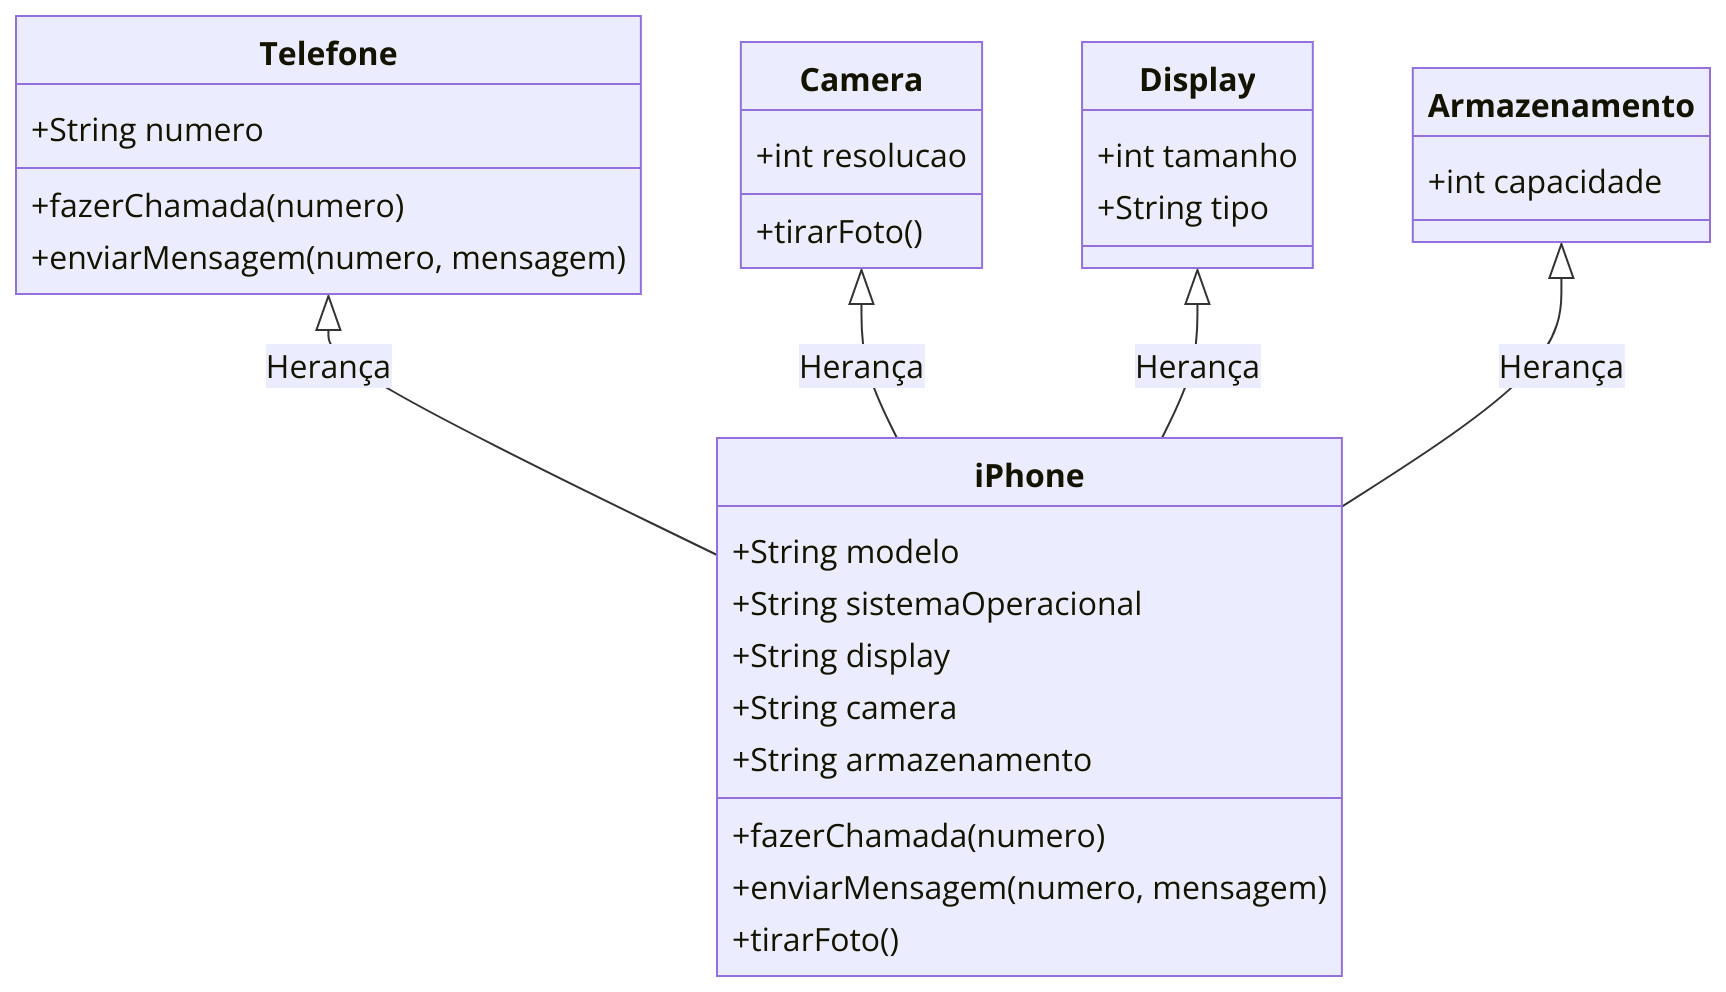 Telefone
+String numero
+fazerChamada(numero)
+enviarMensagem(numero, mensagem)
Camera
+int resolucao
+tirarFoto()
Display
+int tamanho
+String tipo
Armazenamento
+int capacidade
Herança
Herança
Herança
Herança
iPhone
+String modelo
+String sistemaOperacional
+String display
+String camera
+String armazenamento
+fazerChamada(numero)
+enviarMensagem(numero, mensagem)
+tirarFoto()